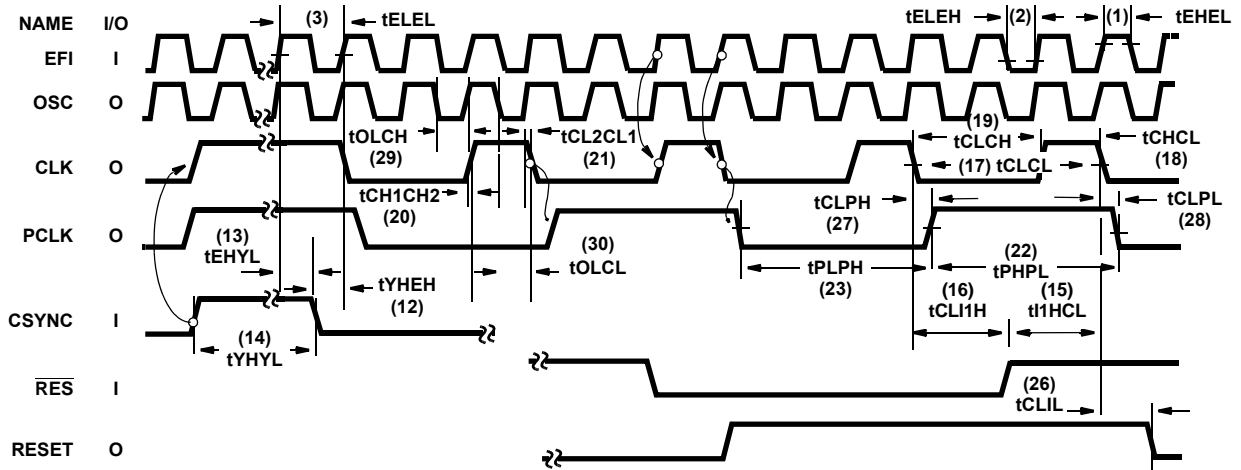 NAME I/O (3) tELEL tELEH (2) (1) tEHEL
EFI I
OSC O
tOLCH (29) tCL2CL1 (21) (19) tCLCH tCHCL (18)
CLK O (17) tCLCL
tCH1CH2 (20) tCLPH (27) tCLPL (28)
PCLK O (13) tEHYL (30) tOLCL
tYHEH (12) tPLPH (23) (22) tPHPL
CSYNC I (16) tCLI1H (15) tI1HCL
(14) tYHYL
RES I (26) tCLIL
RESET O